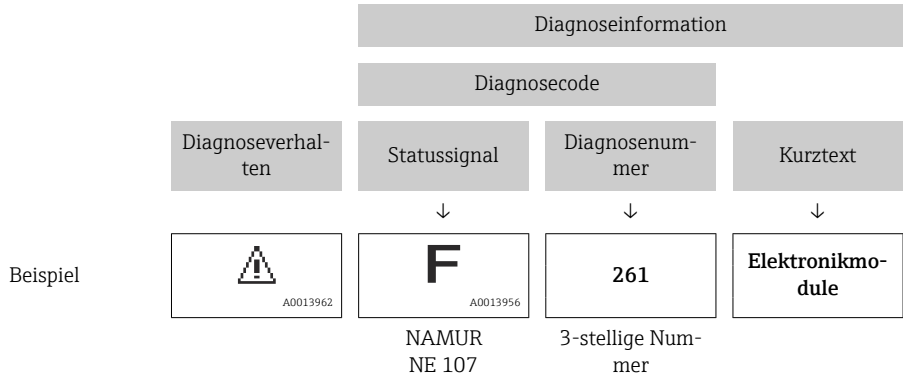 Diagnoseinformation
Diagnosecode
Diagnoseverhal-
ten
Statussignal
Diagnosenum-
mer
Kurztext
↓ ↓ ↓
Beispiel
A0013962
F
A0013956
261
Elektronikmo-
dule
NAMUR
NE 107
3-stellige Num-
mer